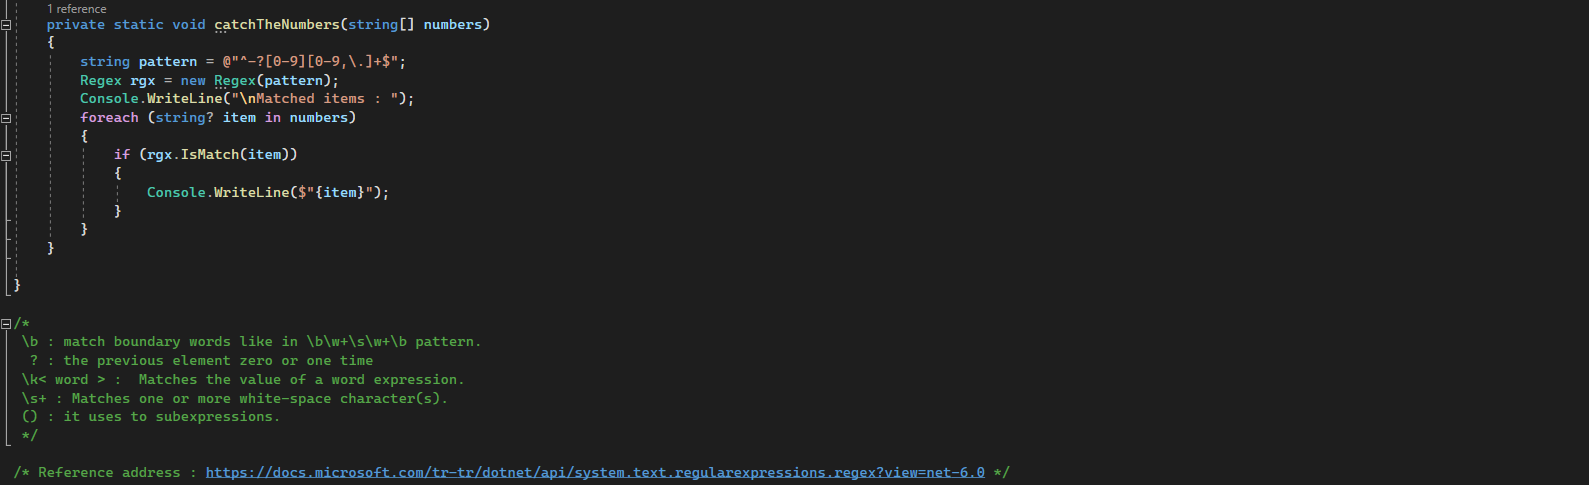 1 reference
private static void catchTheNumbers(string[] numbers)
{
string pattern = @"^-?[0-9][0-9,\.]+$";
Regex rgx = new Regex(pattern);
Console.WriteLine("\nMatched items : ");
foreach (string? item in numbers)
{
if (rgx.IsMatch(item))
{
Console.WriteLine($"{item}");
}
}
}
}
/*
\b : match boundary words like in \b\w+\s\w+\b pattern.
? : the previous element zero or one time
\k< word > :  Matches the value of a word expression.
\s+ : Matches one or more white-space character(s).
() : it uses to subexpressions.
*/
/* Reference address : https://docs.microsoft.com/tr-tr/dotnet/api/system.text.regularexpressions.regex?view=net-6.0 */